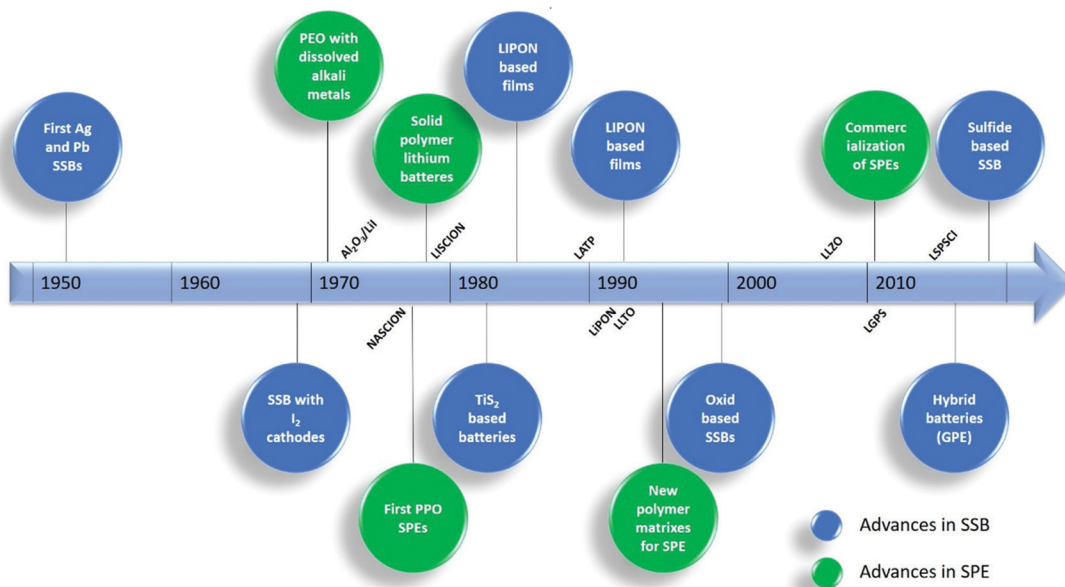 PEO with
dissolved
alkali
metals
LIPON
based
films
First Ag
and Pb
SSBs
Solid
polymer
lithium
batteres
LIPON
based
films
Commerc
ialization
of SPEs
Sulfide
based
SSB
Al₂O₃/LiI
LISCION
LATP
LLZO
LSPSCl
1950
1960
1970
1980
1990
2000
2010
NASCION
LiPON
LLTO
LGPS
SSB with
I₂
cathodes
TiS₂
based
batteries
Oxid
based
SSBs
Hybrid
batteries
(GPE)
First PPO
SPEs
New
polymer
matrixes
for SPE
Advances in SSB
Advances in SPE